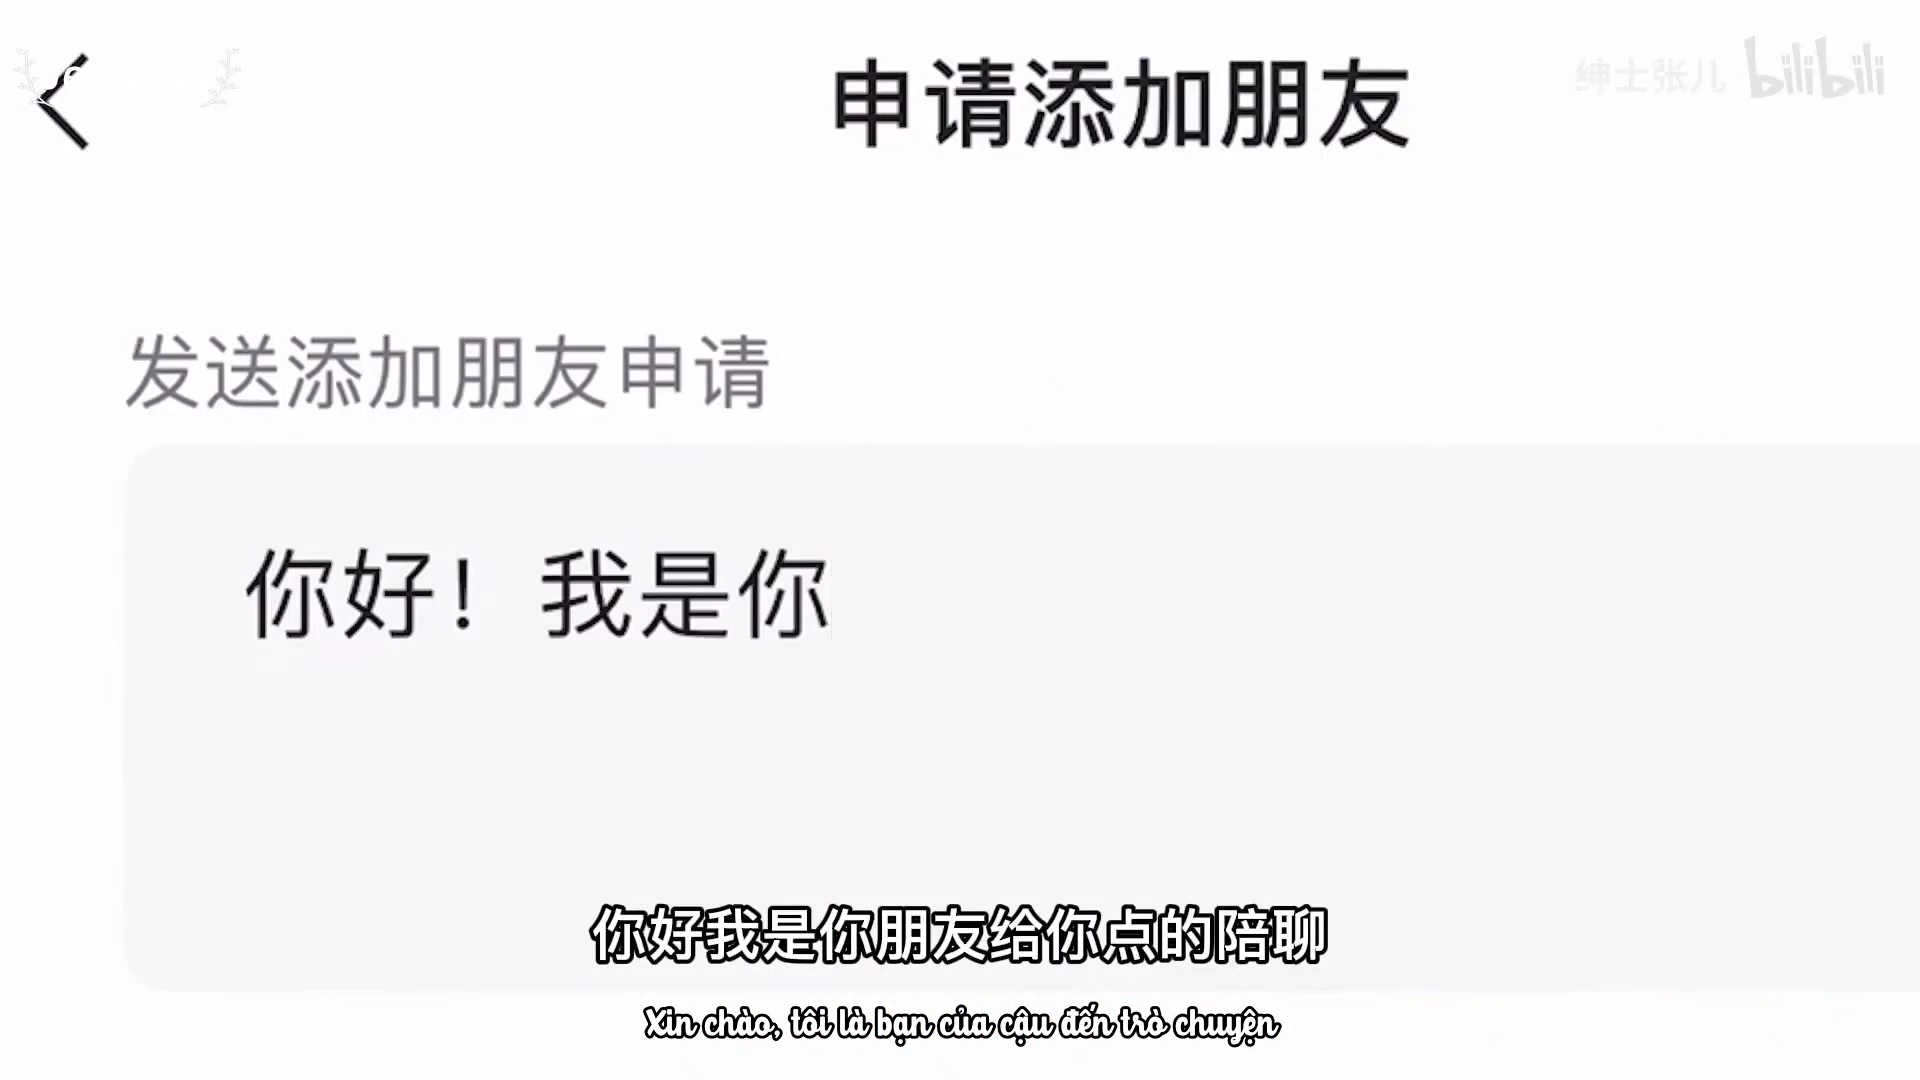 申请添加朋友
绅士张儿 bilibili
发送添加朋友申请
你好！我是你
你好我是你朋友给你点的陪聊
Xin chào, tôi là bạn của cậu đến trò chuyện